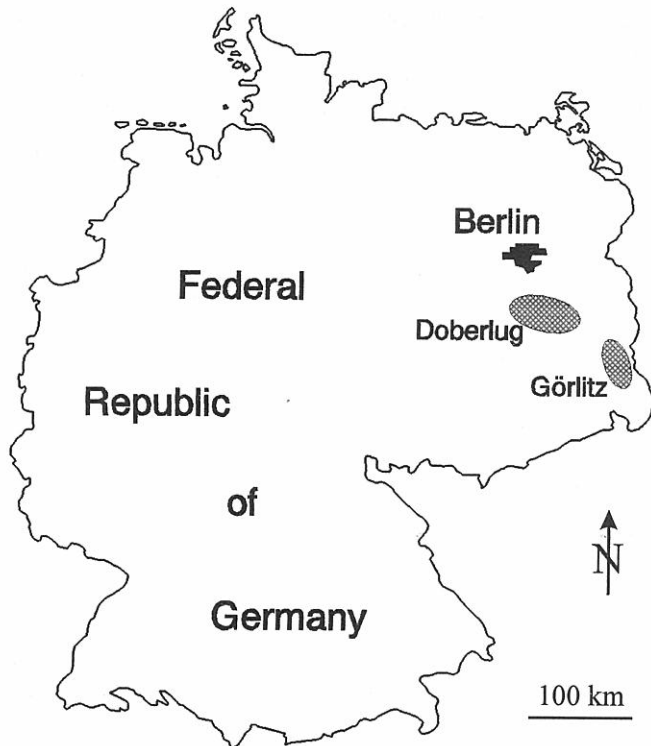 Berlin
Federal
Doberlug
Görlitz
Republic
of
N
Germany
100 km